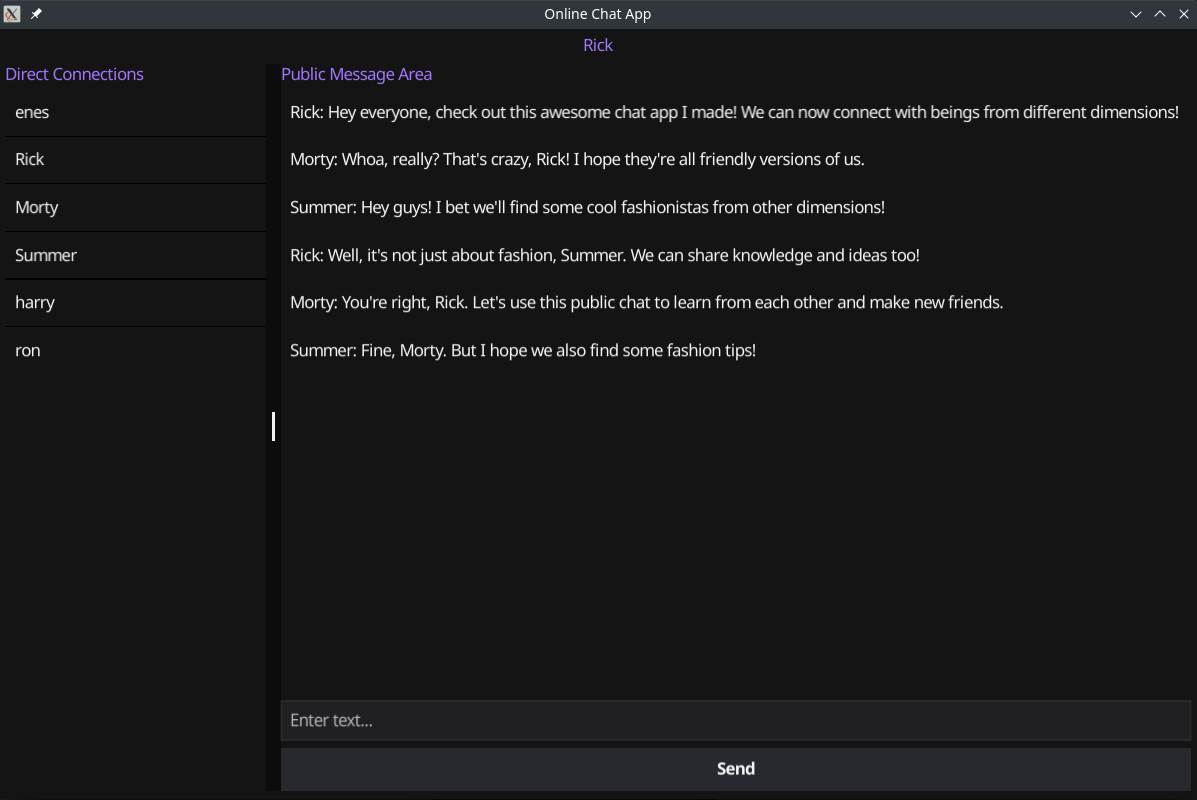 Online Chat App
Rick
Direct Connections
enes
Rick
Morty
Summer
harry
ron
Public Message Area
Rick: Hey everyone, check out this awesome chat app I made! We can now connect with beings from different dimensions!
Morty: Whoa, really? That's crazy, Rick! I hope they're all friendly versions of us.
Summer: Hey guys! I bet we'll find some cool fashionistas from other dimensions!
Rick: Well, it's not just about fashion, Summer. We can share knowledge and ideas too!
Morty: You're right, Rick. Let's use this public chat to learn from each other and make new friends.
Summer: Fine, Morty. But I hope we also find some fashion tips!
Enter text...
Send